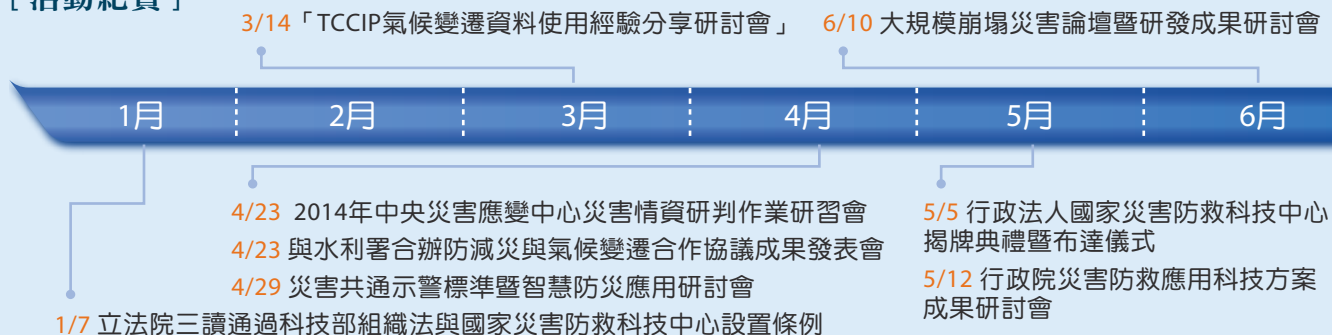 [ 活動紀實 ]
3/14「TCCIP氣候變遷資料使用經驗分享研討會」
6/10 大規模崩塌災害論壇暨研發成果研討會
1月
2月
3月
4月
5月
6月
4/23 2014年中央災害應變中心災害情資研判作業研習會
4/23 與水利署合辦防減災與氣候變遷合作協議成果發表會
4/29 災害共通示警標準暨智慧防災應用研討會
5/5 行政法人國家災害防救科技中心
揭牌典禮暨布達儀式
5/12 行政院災害防救應用科技方案
成果研討會
1/7 立法院三讀通過科技部組織法與國家災害防救科技中心設置條例